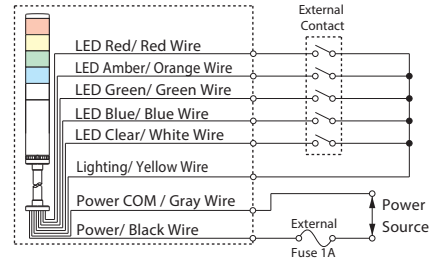 External
Contact
LED Red/ Red Wire
LED Amber/ Orange Wire
LED Green/ Green Wire
LED Blue/ Blue Wire
LED Clear/ White Wire
Lighting/ Yellow Wire
Power COM / Gray Wire
Power/ Black Wire
Power
Source
External
Fuse 1A